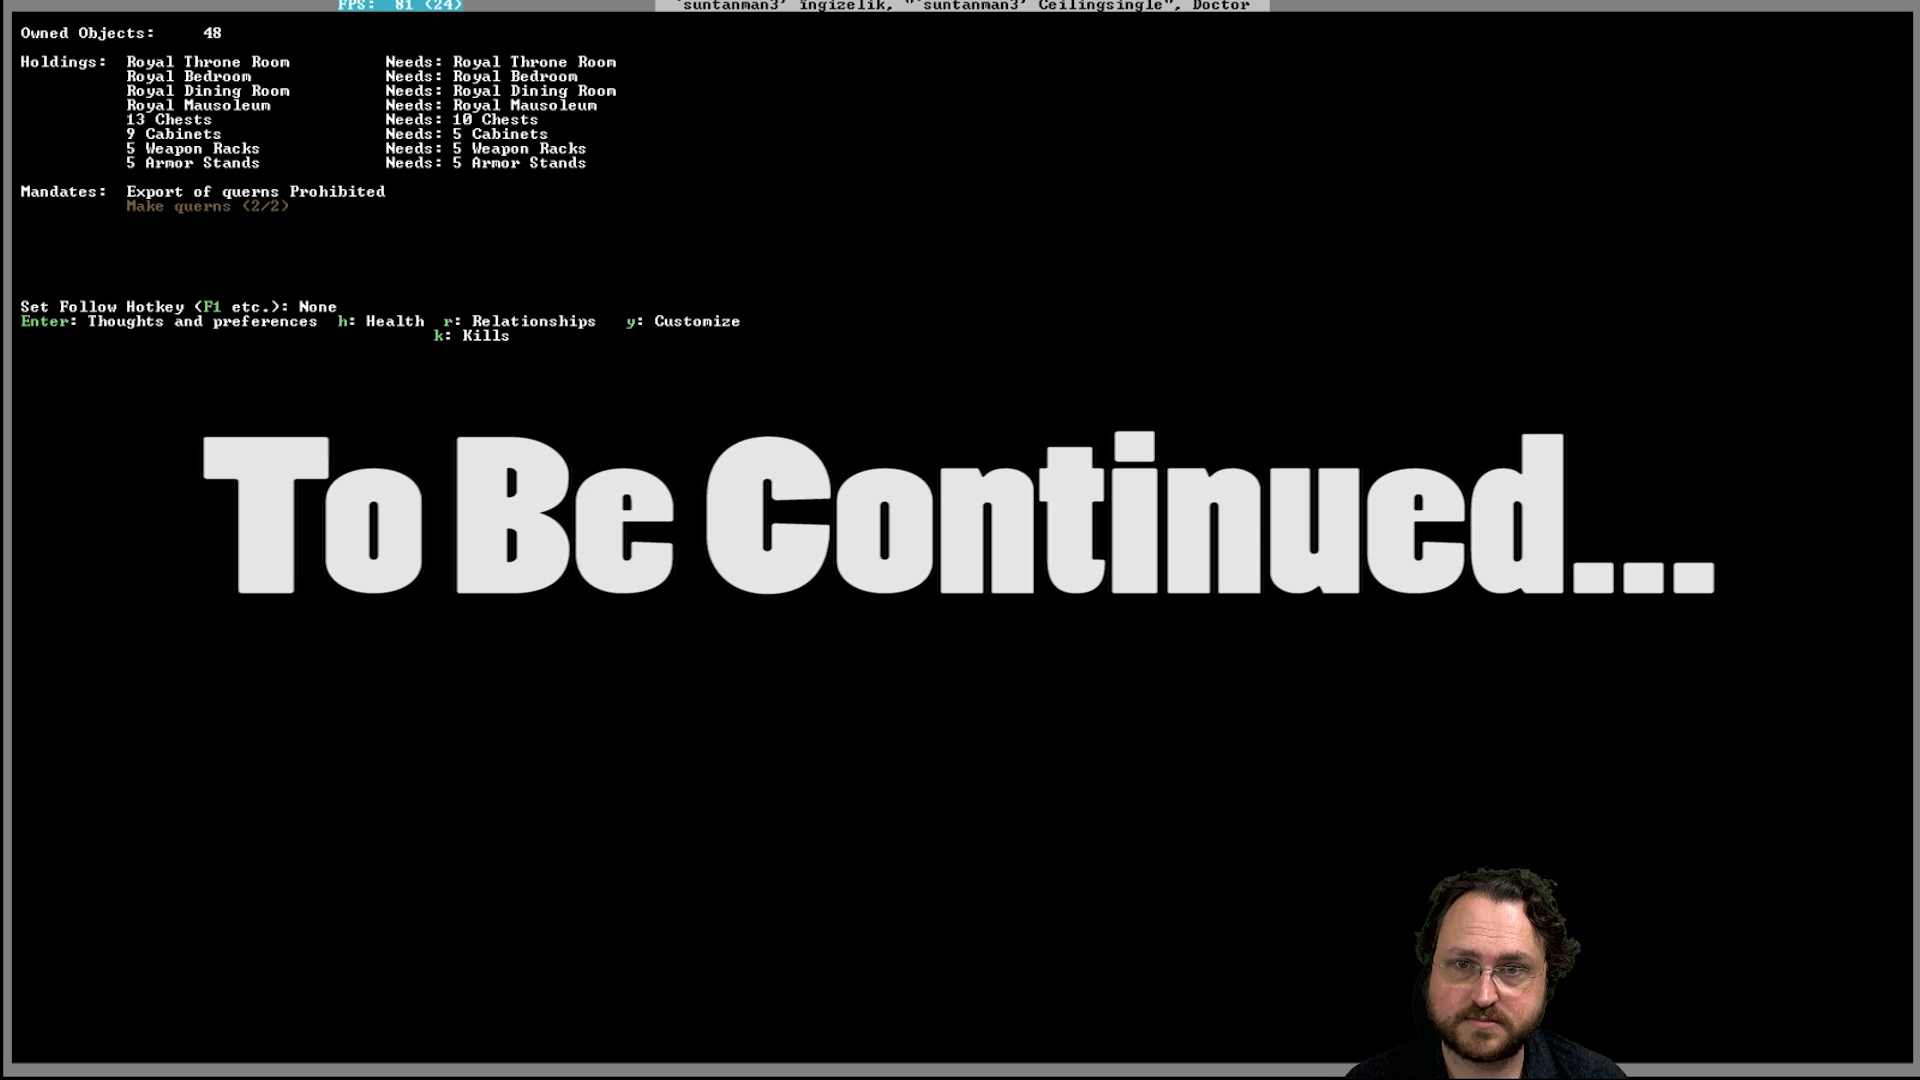 FPS: 81 (24)
`suntanman3' Ingizelik, "`suntanman3' Ceilingsingle", Doctor
Owned Objects: 48
Holdings: Royal Throne Room Needs: Royal Throne Room
Royal Bedroom Needs: Royal Bedroom
Royal Dining Room Needs: Royal Dining Room
Royal Mausoleum Needs: Royal Mausoleum
13 Chests Needs: 10 Chests
9 Cabinets Needs: 5 Cabinets
5 Weapon Racks Needs: 5 Weapon Racks
5 Armor Stands Needs: 5 Armor Stands
Mandates: Export of querns Prohibited
Make querns (2/2)
Set Follow Hotkey (F1 etc.): None
Enter: Thoughts and preferences h: Health r: Relationships y: Customize
k: Kills
To Be Continued...